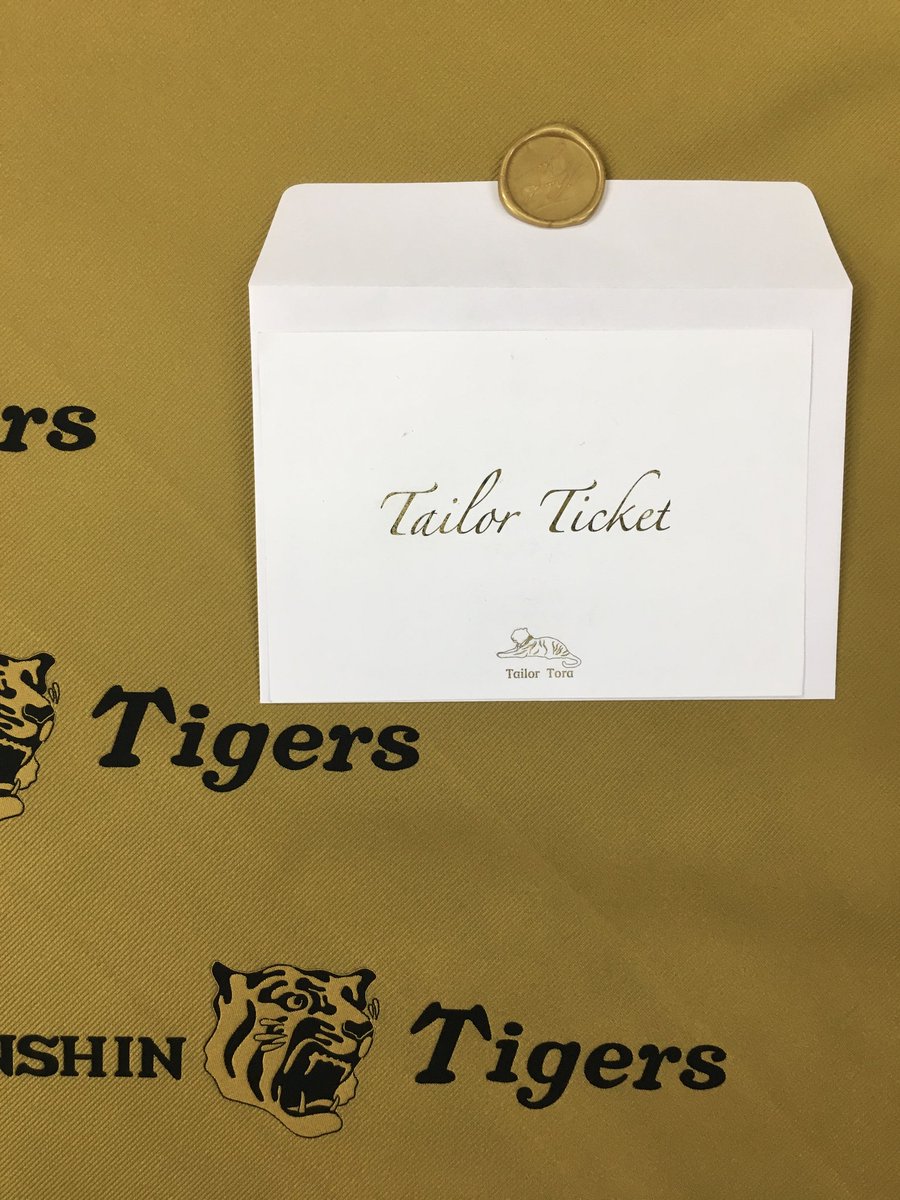 Tailor Ticket
Tailor Tora
rs
Tigers
NSHIN Tigers